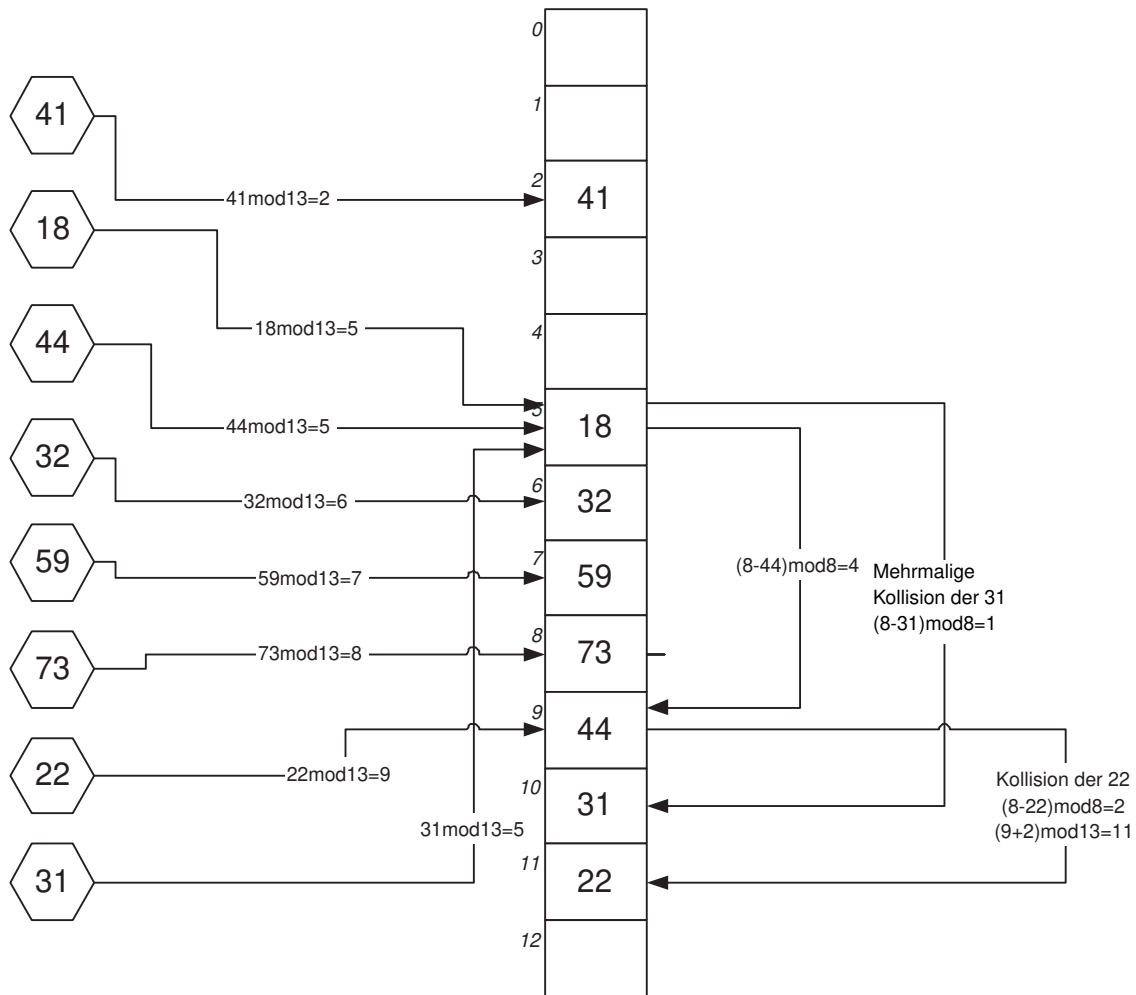 0
41
1
2
41mod13=2
41
18
3
18mod13=5
4
44
5
44mod13=5
18
32
6
32mod13=6
32
59
7
59mod13=7
59
(8-44)mod8=4
Mehrmalige
Kollision der 31
(8-31)mod8=1
73
8
73mod13=8
73
9
44
22
22mod13=9
10
31
Kollision der 22
(8-22)mod8=2
(9+2)mod13=11
31mod13=5
31
11
22
12